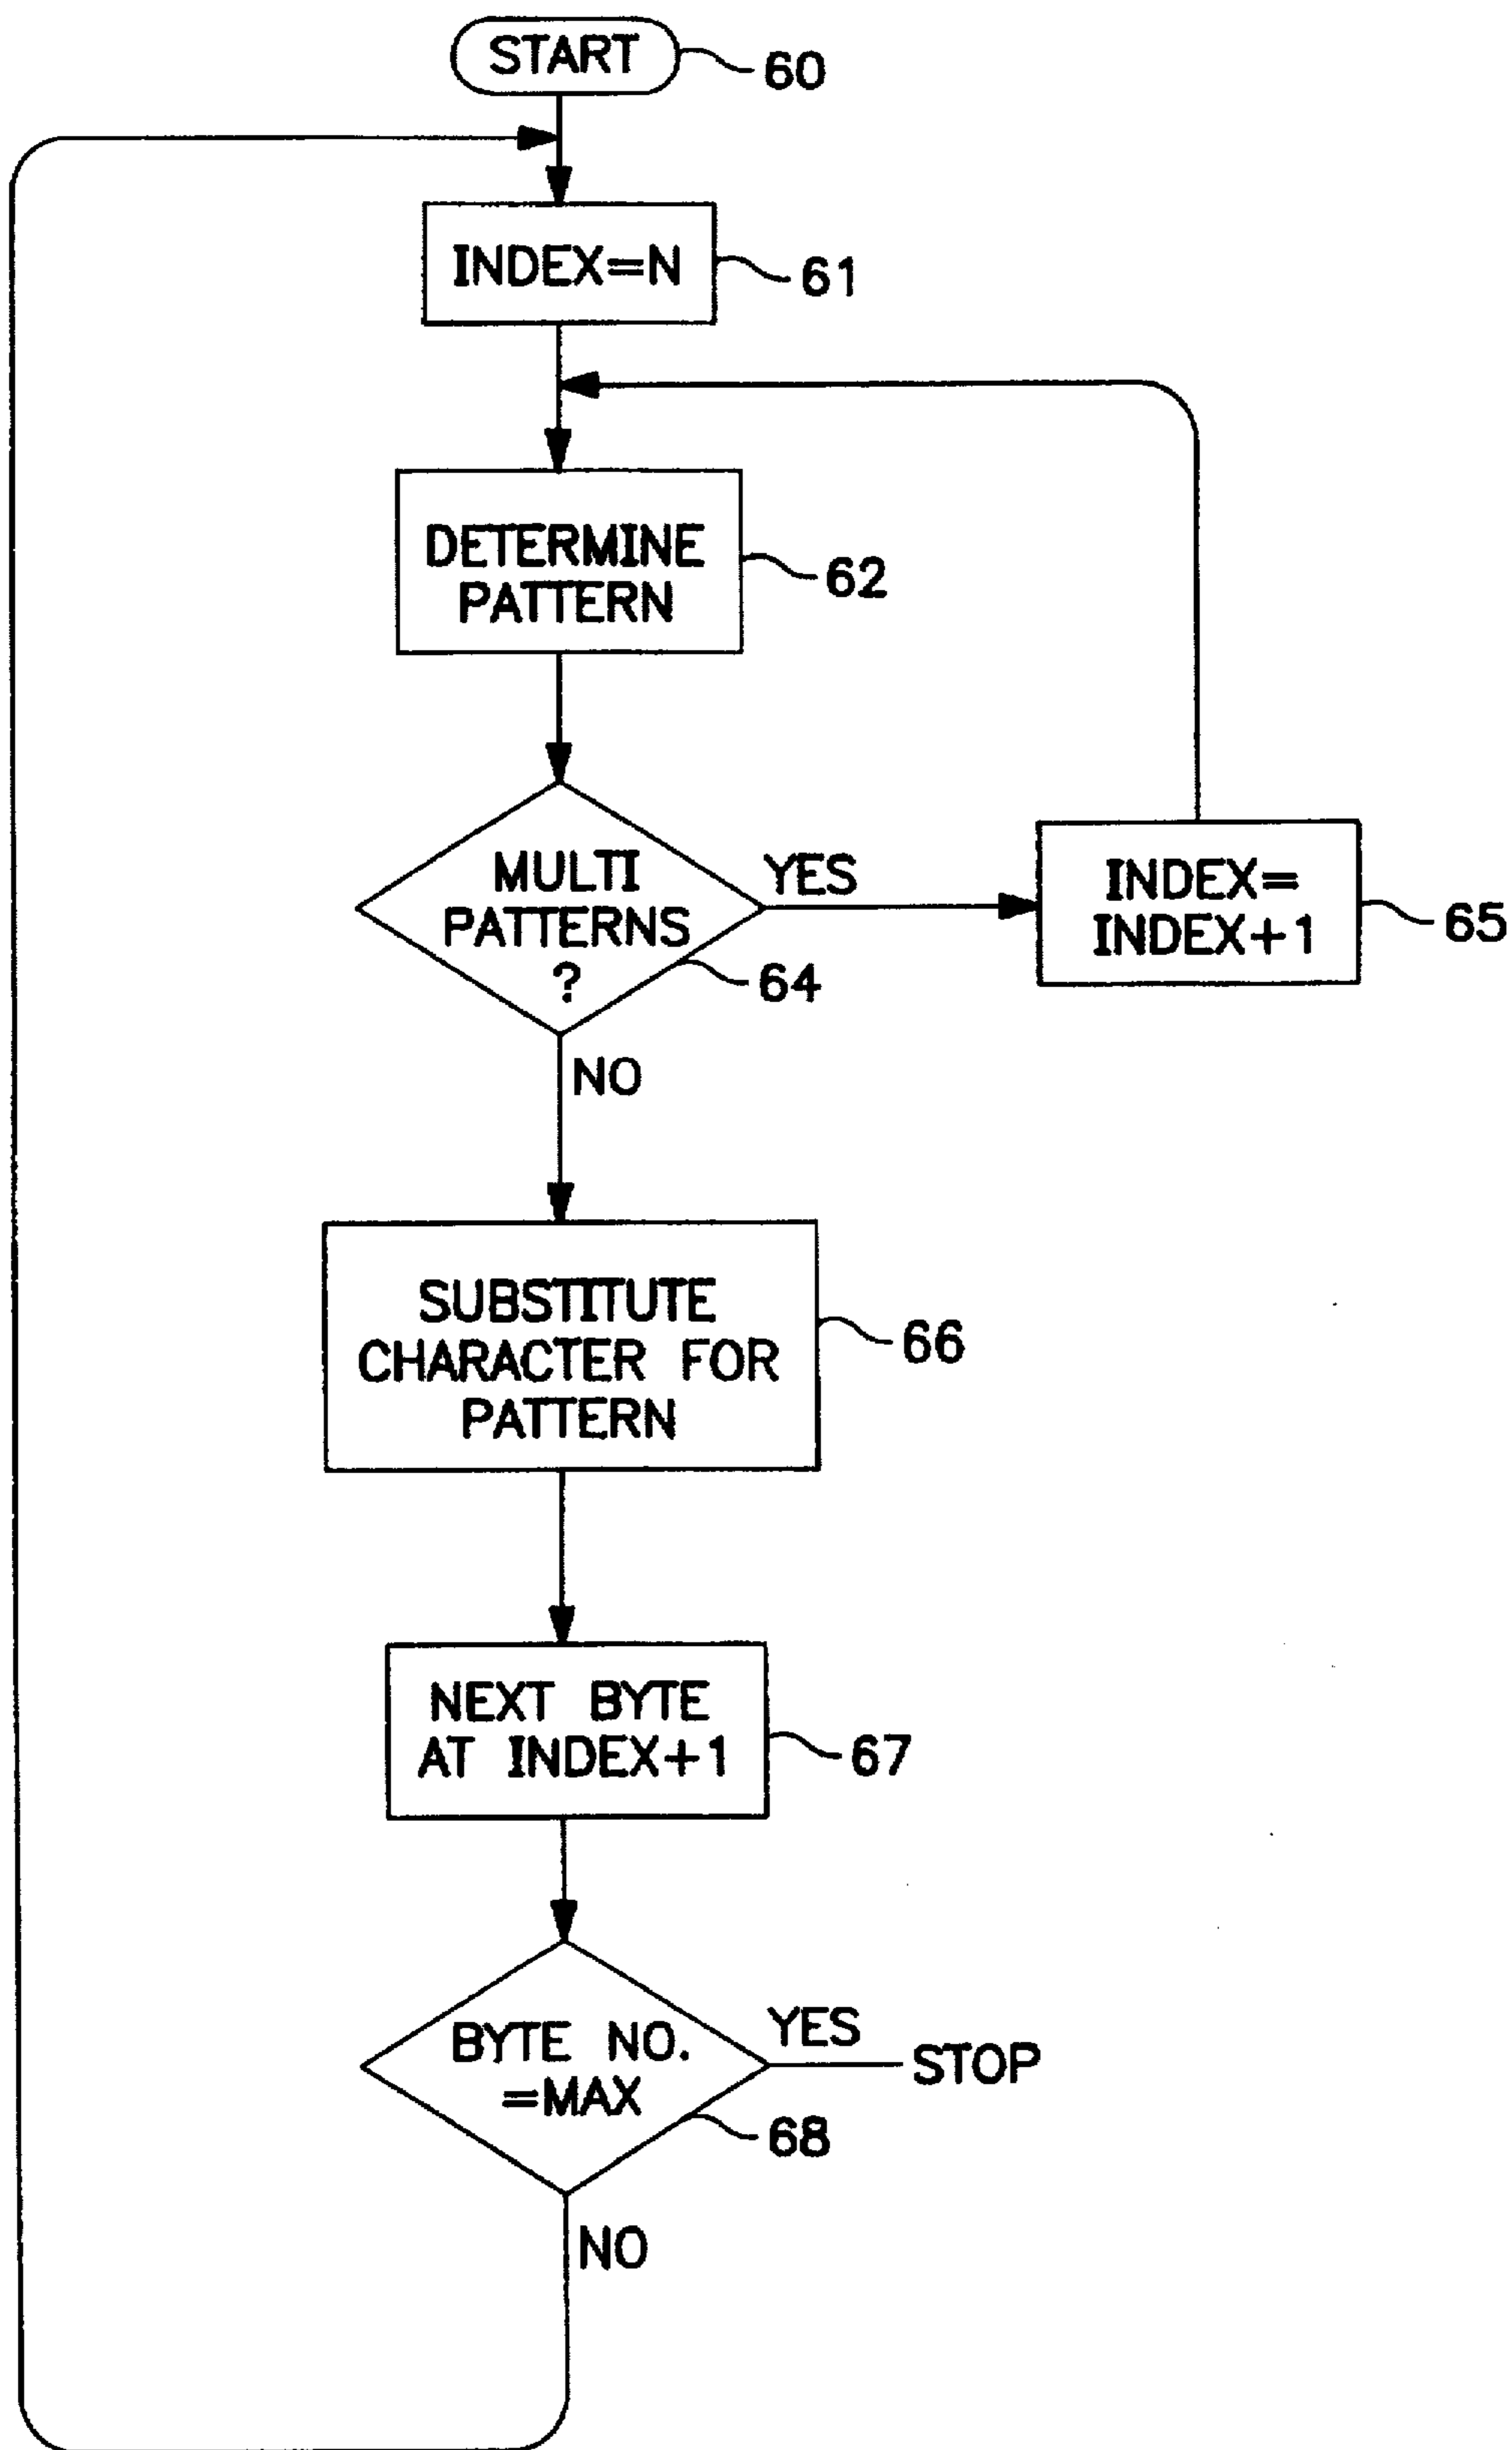 START
60
INDEX=N
61
DETERMINE
PATTERN
62
MULTI
PATTERNS
?
64
YES
INDEX=
INDEX+1
65
NO
SUBSTITUTE
CHARACTER FOR
PATTERN
66
NEXT BYTE
AT INDEX+1
67
BYTE NO.
=MAX
68
YES
STOP
NO